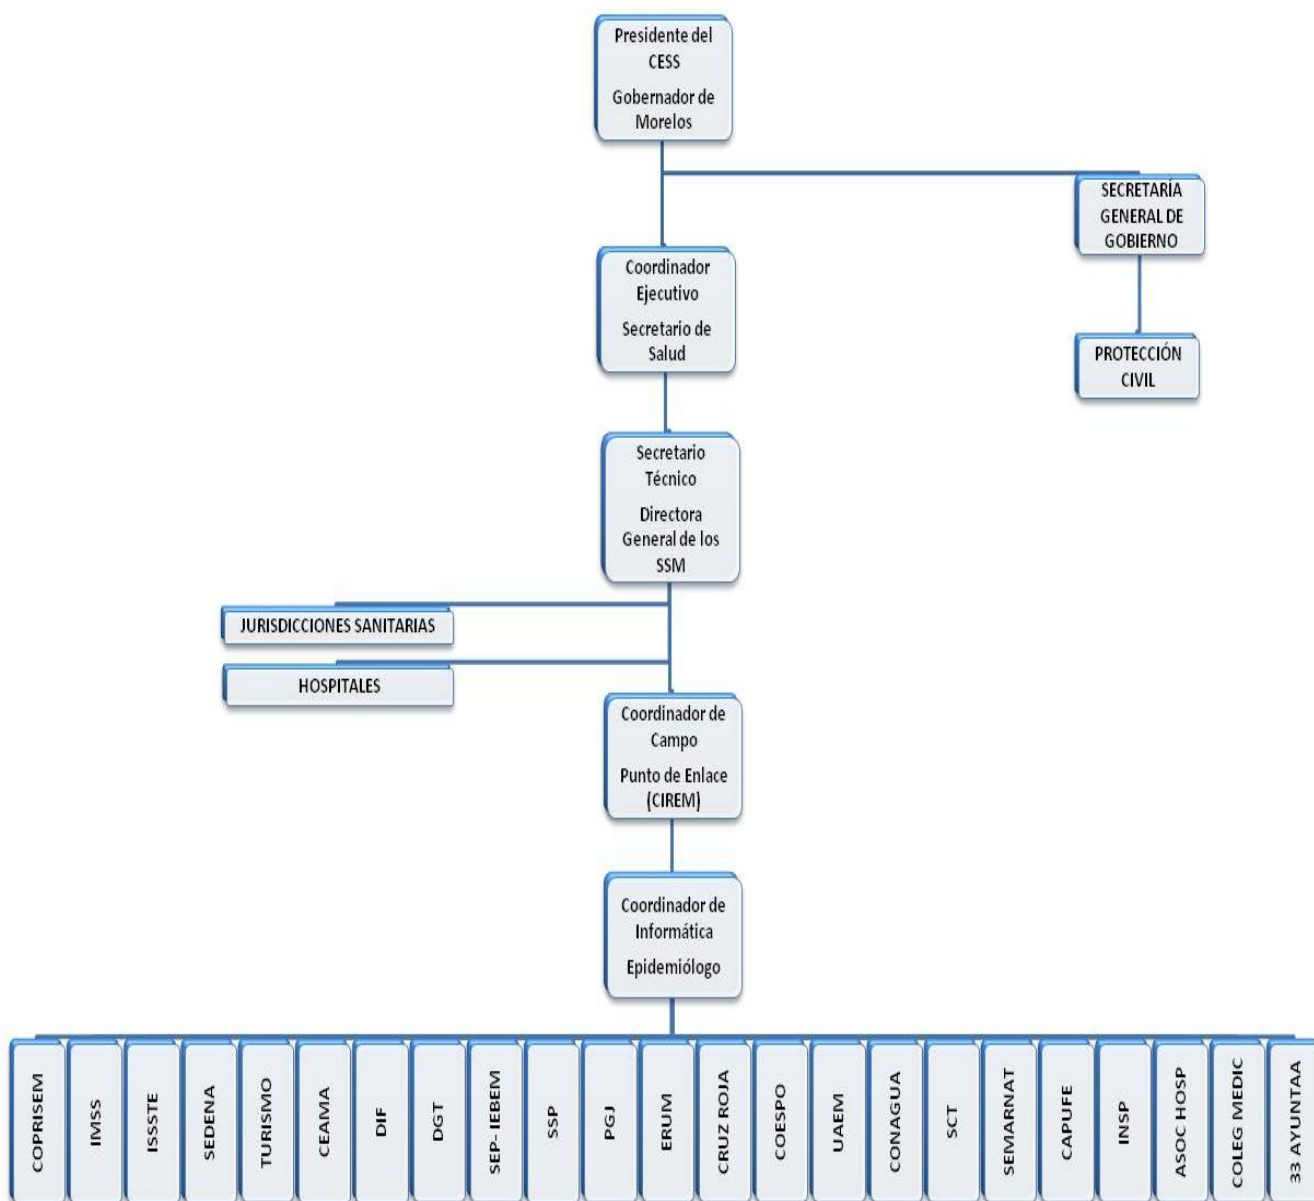 Presidente del
CESS
Gobernador de
Morelos
SECRETARÍA
GENERAL DE
GOBIERNO
Coordinador
Ejecutivo
Secretario de
Salud
PROTECCIÓN
CIVIL
Secretario
Técnico
Directora
General de los
SSM
JURISDICCIONES SANITARIAS
HOSPITALES
Coordinador de
Campo
Punto de Enlace
(CIREM)
Coordinador de
Informática
Epidemiólogo
COPRISEM
IMSS
ISSSTE
SEDENA
TURISMO
CEAMA
DIF
DGT
SEP- IEBEM
SSP
PGJ
ERUM
CRUZ ROJA
COESPO
UAEM
CONAGUA
SCT
SEMARNAT
CAPUFE
INSP
ASOC HOSP
COLEG MEDIC
33 AYUNTAA